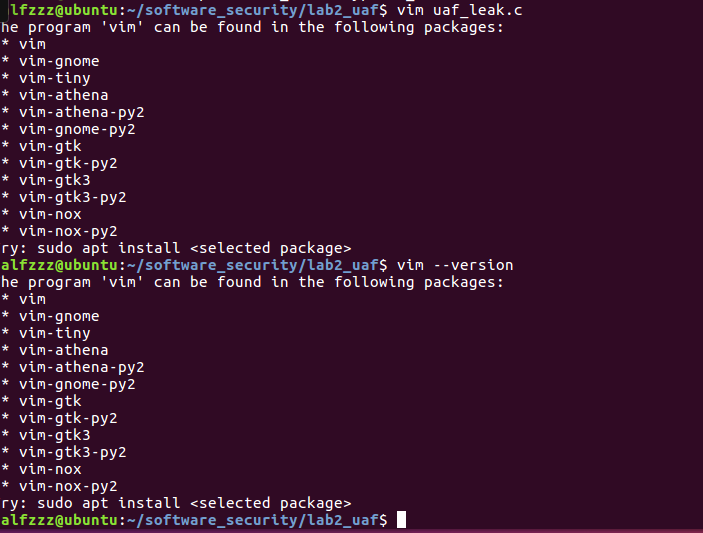 alfzzz@ubuntu:~/software_security/lab2_uaf$ vim uaf_leak.c
he program 'vim' can be found in the following packages:
* vim
* vim-gnome
* vim-tiny
* vim-athena
* vim-athena-py2
* vim-gnome-py2
* vim-gtk
* vim-gtk-py2
* vim-gtk3
* vim-gtk3-py2
* vim-nox
* vim-nox-py2
ry: sudo apt install <selected package>
alfzzz@ubuntu:~/software_security/lab2_uaf$ vim --version
he program 'vim' can be found in the following packages:
* vim
* vim-gnome
* vim-tiny
* vim-athena
* vim-athena-py2
* vim-gnome-py2
* vim-gtk
* vim-gtk-py2
* vim-gtk3
* vim-gtk3-py2
* vim-nox
* vim-nox-py2
ry: sudo apt install <selected package>
alfzzz@ubuntu:~/software_security/lab2_uaf$